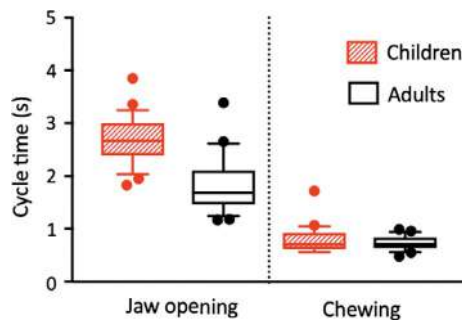 Cycle time (s)
5
4
3
2
1
0
Children
Adults
Jaw opening
Chewing